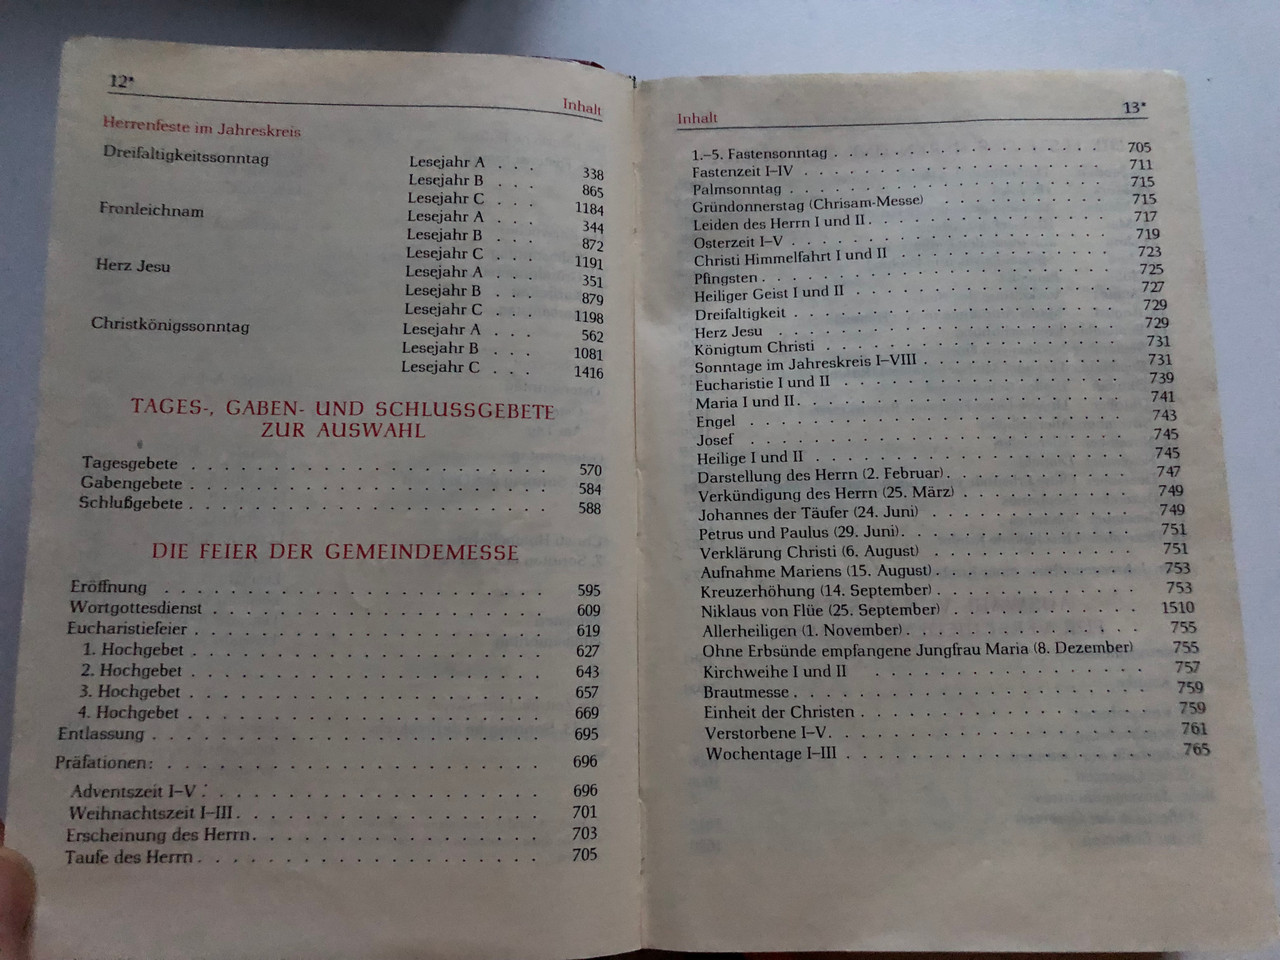 12*
Inhalt
Herrenfeste im Jahreskreis
Dreifaltigkeitssonntag Lesejahr A . . . 338
Lesejahr B . . . 865
Lesejahr C . . . 1184
Fronleichnam Lesejahr A . . . 344
Lesejahr B . . . 872
Lesejahr C . . . 1191
Herz Jesu Lesejahr A . . . 351
Lesejahr B . . . 879
Lesejahr C . . . 1198
Christkönigssonntag Lesejahr A . . . 562
Lesejahr B . . . 1081
Lesejahr C . . . 1416
TAGES-, GABEN- UND SCHLUSSGEBETE
ZUR AUSWAHL
Tagesgebete . . . 570
Gabengebete . . . 584
Schlußgebete . . . 588
DIE FEIER DER GEMEINDEMESSE
Eröffnung . . . 595
Wortgottesdienst . . . 609
Eucharistiefeier . . . 619
1. Hochgebet . . . 627
2. Hochgebet . . . 643
3. Hochgebet . . . 657
4. Hochgebet . . . 669
Entlassung . . . 695
Präfationen: . . . 696
Adventszeit I–V . . . 696
Weihnachtszeit I–III . . . 701
Erscheinung des Herrn . . . 703
Taufe des Herrn . . . 705
Inhalt 13*
1.–5. Fastensonntag . . . 705
Fastenzeit I–IV . . . 711
Palmsonntag . . . 715
Gründonnerstag (Chrisam-Messe) . . . 715
Leiden des Herrn I und II . . . 717
Osterzeit I–V . . . 719
Christi Himmelfahrt I und II . . . 723
Pfingsten . . . 725
Heiliger Geist I und II . . . 727
Dreifaltigkeit . . . 729
Herz Jesu . . . 729
Königtum Christi . . . 731
Sonntage im Jahreskreis I–VIII . . . 731
Eucharistie I und II . . . 739
Maria I und II . . . 741
Engel . . . 743
Josef . . . 745
Heilige I und II . . . 745
Darstellung des Herrn (2. Februar) . . . 747
Verkündigung des Herrn (25. März) . . . 749
Johannes der Täufer (24. Juni) . . . 749
Petrus und Paulus (29. Juni) . . . 751
Verklärung Christi (6. August) . . . 751
Aufnahme Mariens (15. August) . . . 753
Kreuzerhöhung (14. September) . . . 753
Niklaus von Flüe (25. September) . . . 1510
Allerheiligen (1. November) . . . 755
Ohne Erbsünde empfangene Jungfrau Maria (8. Dezember) 755
Kirchweihe I und II . . . 757
Brautmesse . . . 759
Einheit der Christen . . . 759
Verstorbene I–V . . . 761
Wochentage I–III . . . 765